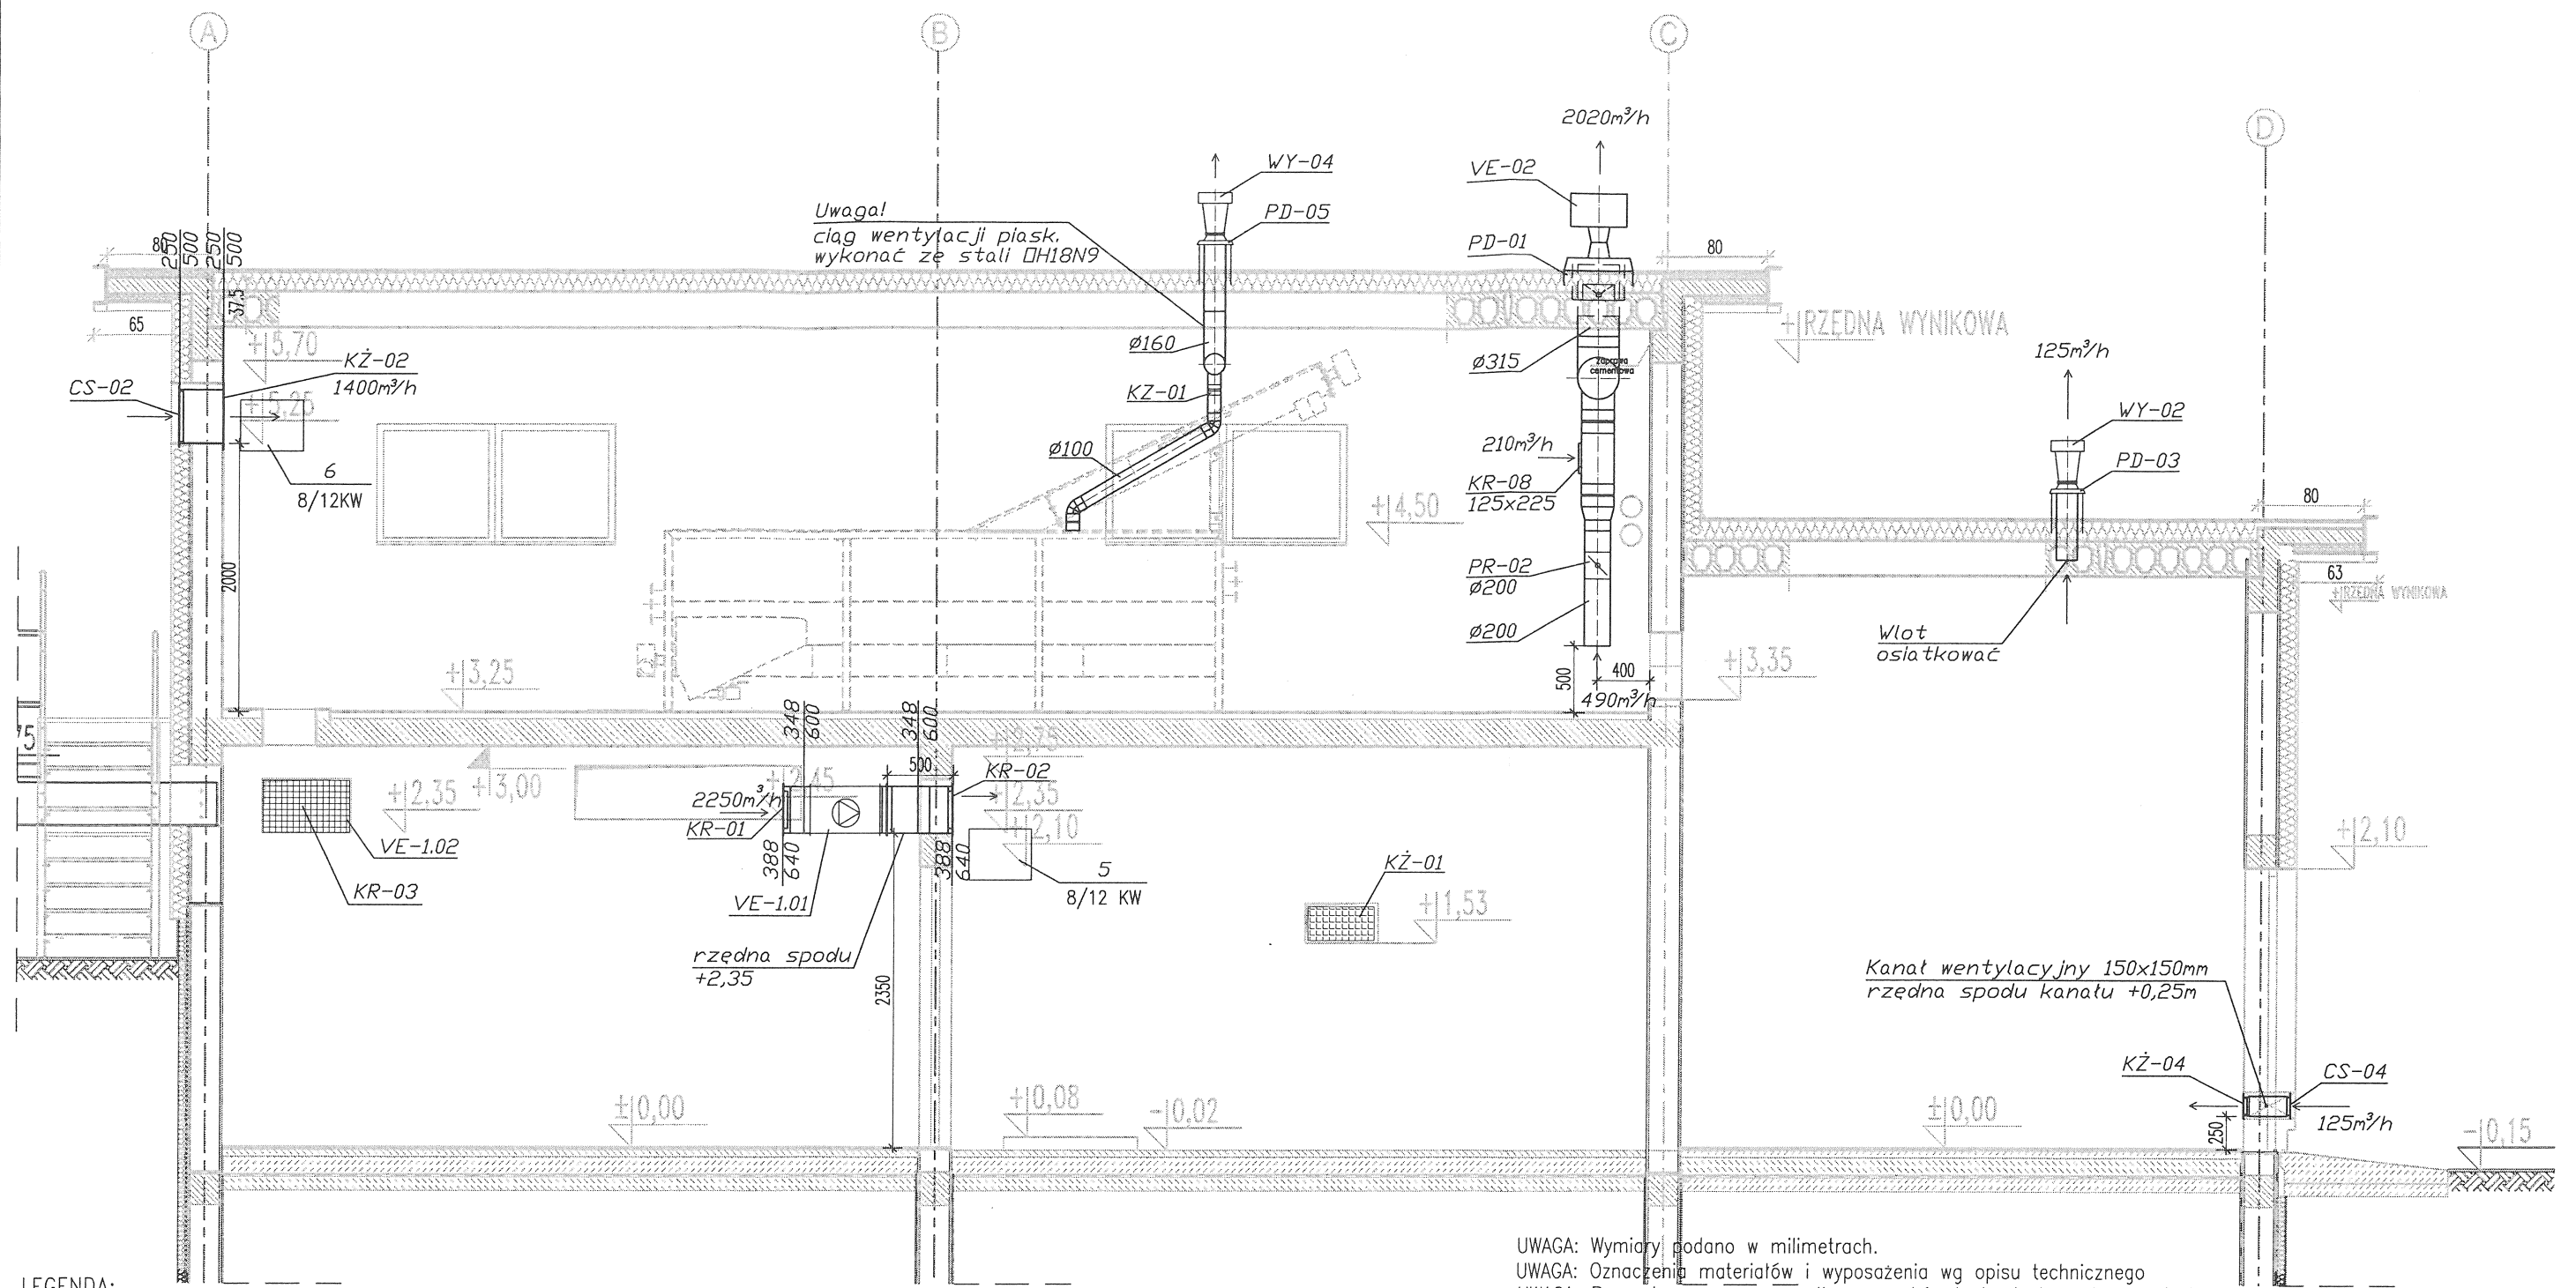 A
B
C
D
2020m³/h
WY-04
VE-02
PD-05
Uwaga!
ciąg wentylacji piask.
wykonać ze stali 0H18N9
PD-01
80
80
250
500
250
500
37.5
65
+5,70
KŻ-02
1400m³/h
CS-02
+5,25
6
8/12KW
2000
Ø160
KZ-01
Ø100
Ø315
zaprawa
cementowa
210m³/h
KR-08
125x225
+4,50
PR-02
Ø200
Ø200
500
400
490m³/h
RZĘDNA WYNIKOWA
125m³/h
WY-02
PD-03
80
63
RZĘDNA WYNIKOWA
Wlot
osiatkować
+3,35
+3,25
348
600
348
600
+2,75
500
KR-02
+2,45
2250m³/h
KR-01
+2,35
+2,10
388
640
388
640
5
8/12 KW
VE-1.01
rzędna spodu
+2,35
2350
+2,35
+3,00
VE-1.02
KR-03
KŻ-01
+1,53
+2,10
Kanał wentylacyjny 150x150mm
rzędna spodu kanału +0,25m
KŻ-04
CS-04
125m³/h
250
±0,00
+0,08
-0.02
±0,00
-0,15
UWAGA: Wymiary podano w milimetrach.
UWAGA: Oznaczenia materiałów i wyposażenia wg opisu technicznego
LEGENDA: